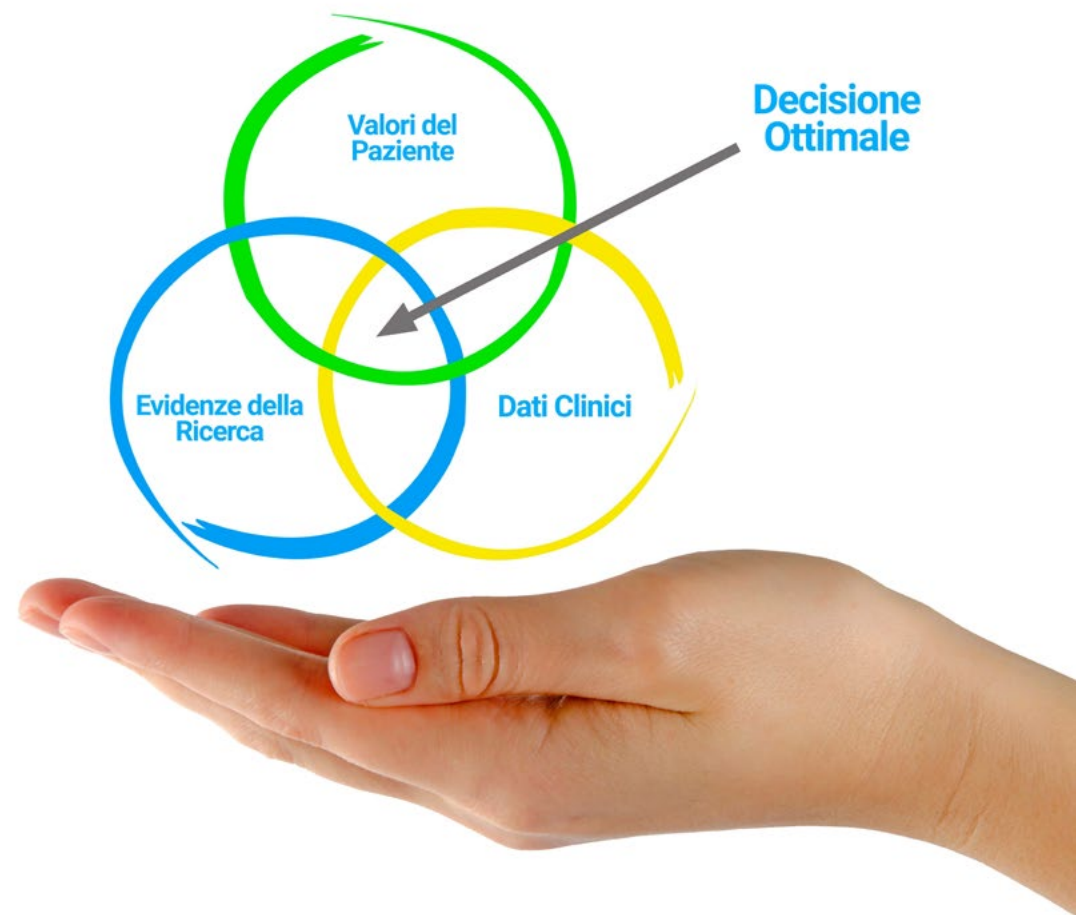 Valori del
Paziente
Decisione
Ottimale
Evidenze della
Ricerca
Dati Clinici